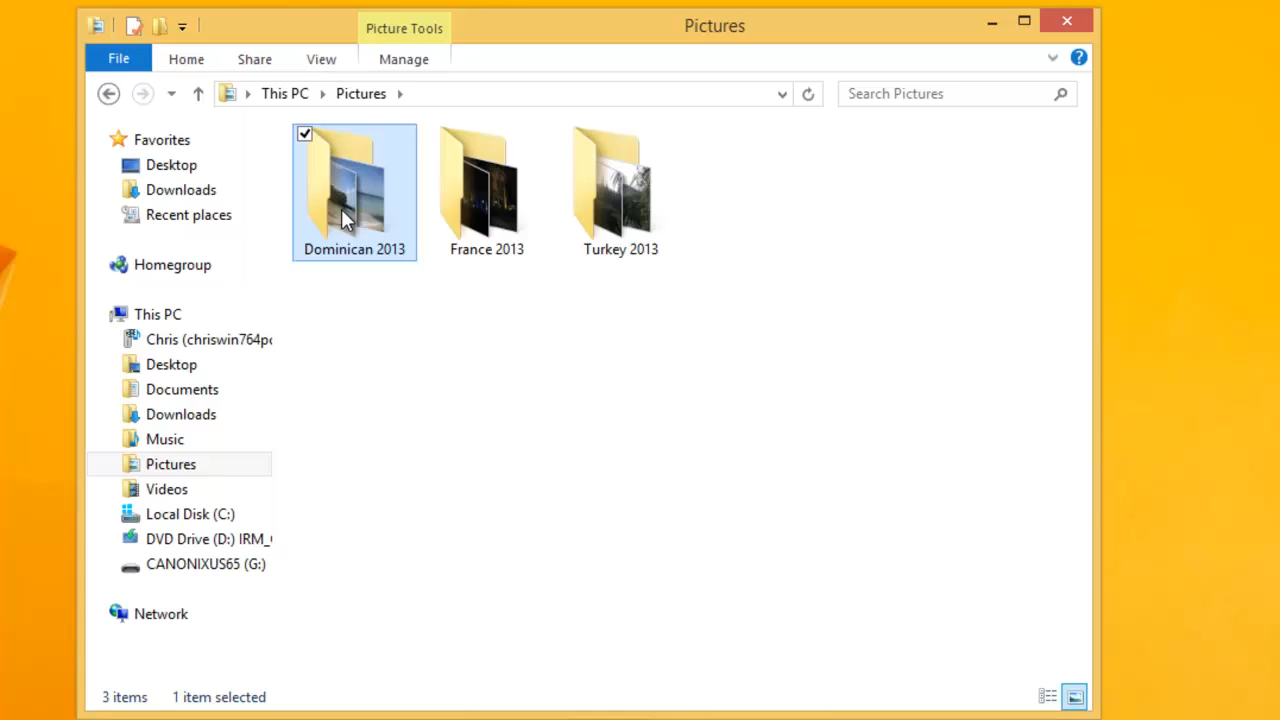 Picture Tools
Pictures
File
Home
Share
View
Manage
This PC
Pictures
Search Pictures
Favorites
Desktop
Downloads
Recent places
Homegroup
This PC
Chris (chriswin764pc
Desktop
Documents
Downloads
Music
Pictures
Videos
Local Disk (C:)
DVD Drive (D:) IRM_
CANONIXUS65 (G:)
Network
Dominican 2013
France 2013
Turkey 2013
3 items
1 item selected